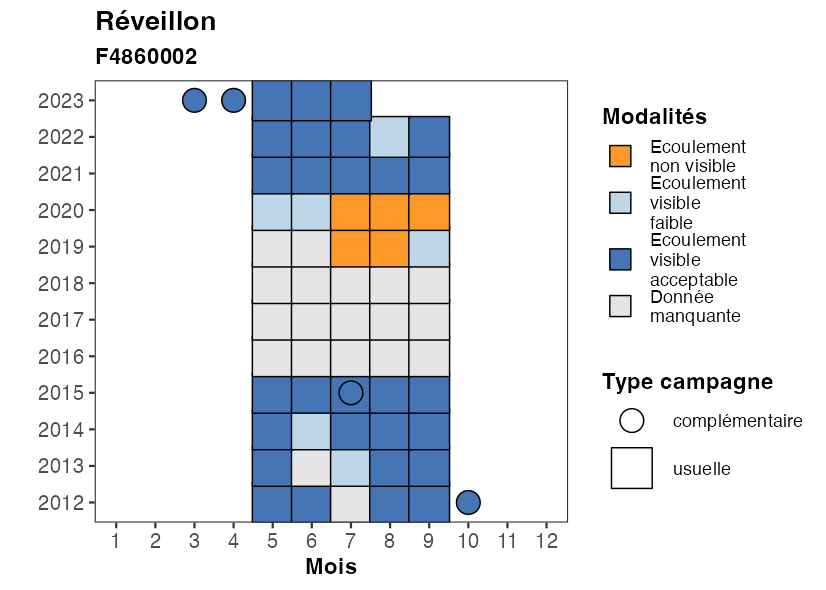 Réveillon
F4860002
2023
2022
2021
2020
2019
2018
2017
2016
2015
2014
2013
2012
1 2 3 4 5 6 7 8 9 10 11 12
Mois
Modalités
Ecoulement
non visible
Ecoulement
visible
faible
Ecoulement
visible
acceptable
Donnée
manquante
Type campagne
complémentaire
usuelle